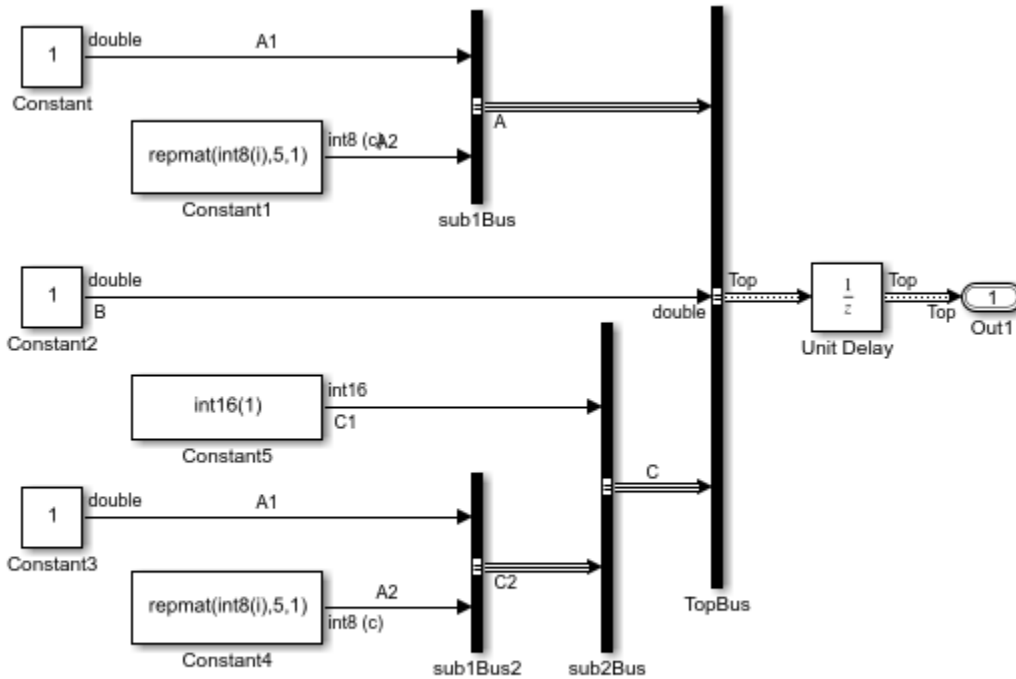 double
A1
1
Constant
int8 (c)
A2
repmat(int8(i),5,1)
Constant1
A
sub1Bus
double
1
B
Constant2
double
Top
1
z
Unit Delay
Top
Top
1
Out1
int16
int16(1)
C1
Constant5
C
double
A1
1
Constant3
C2
A2
repmat(int8(i),5,1)
int8 (c)
Constant4
sub1Bus2
sub2Bus
TopBus